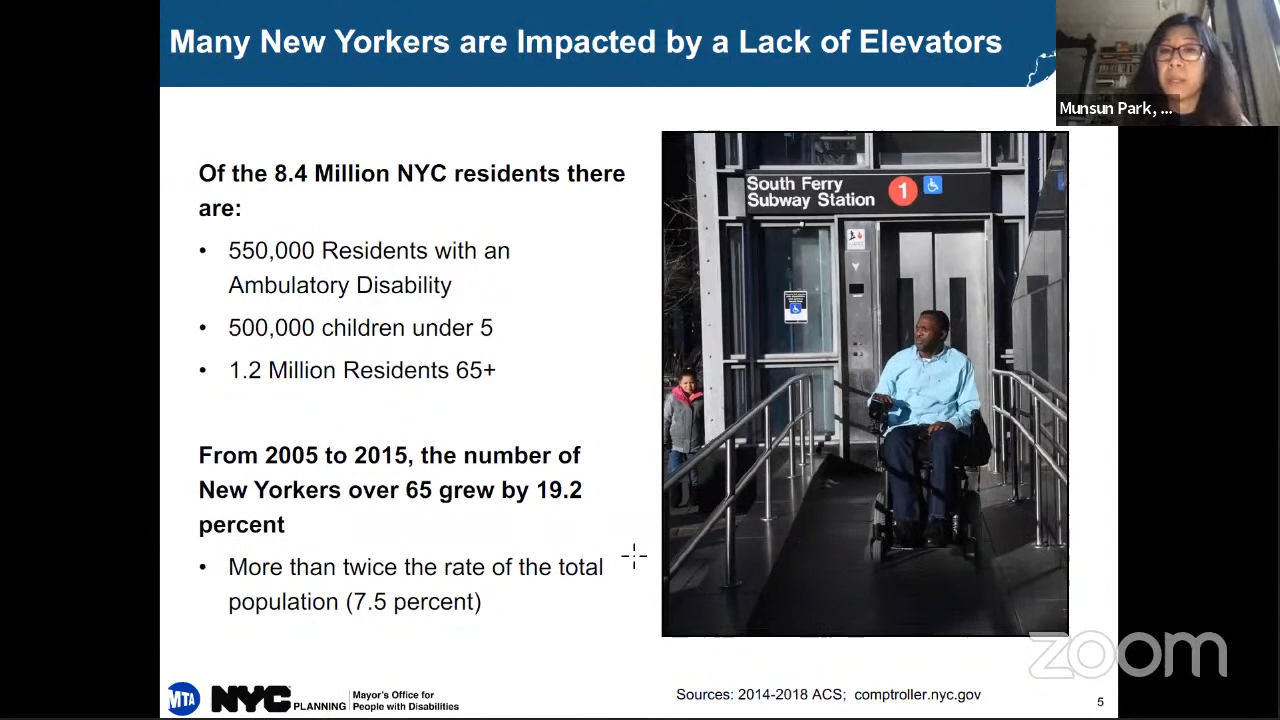 Many New Yorkers are Impacted by a Lack of Elevators
Munsun Park, ...
Of the 8.4 Million NYC residents there
are:
• 550,000 Residents with an
Ambulatory Disability
• 500,000 children under 5
• 1.2 Million Residents 65+
From 2005 to 2015, the number of
New Yorkers over 65 grew by 19.2
percent
• More than twice the rate of the total
population (7.5 percent)
South Ferry
Subway Station
1
zoom
MTA
NYC
PLANNING
Mayor's Office for
People with Disabilities
Sources: 2014-2018 ACS; comptroller.nyc.gov
5